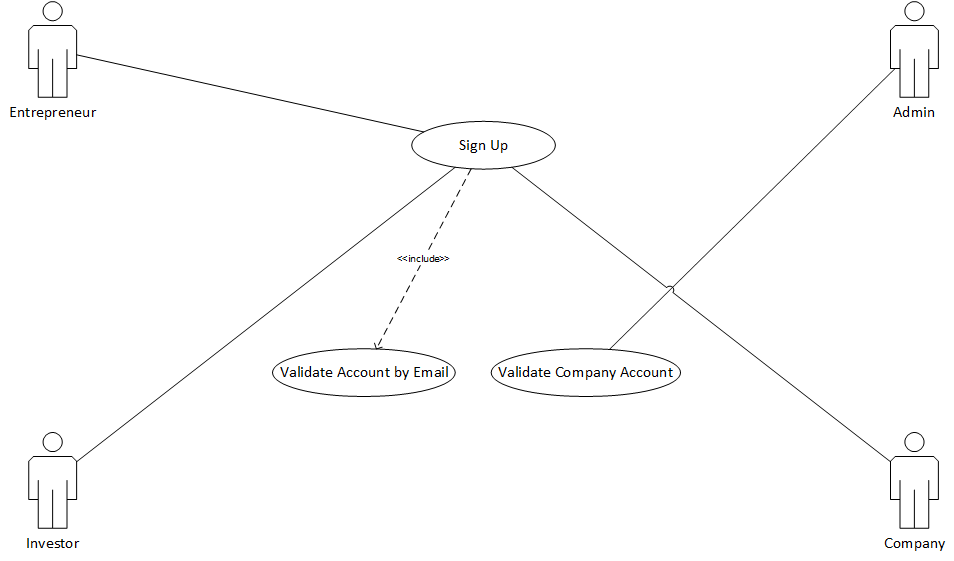 Entrepreneur
Admin
Sign Up
<<include>>
Validate Account by Email
Validate Company Account
Investor
Company